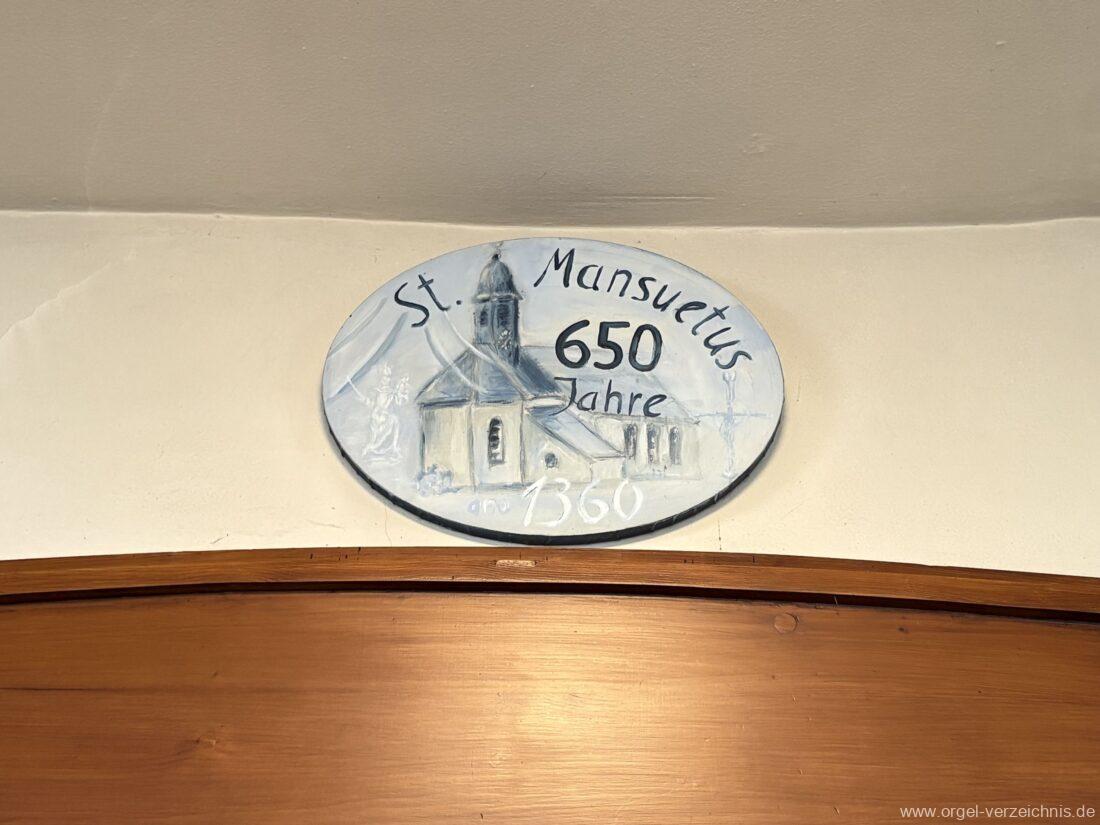 St. Mansuetus
650
Jahre
1360
www.orgel-verzeichnis.de